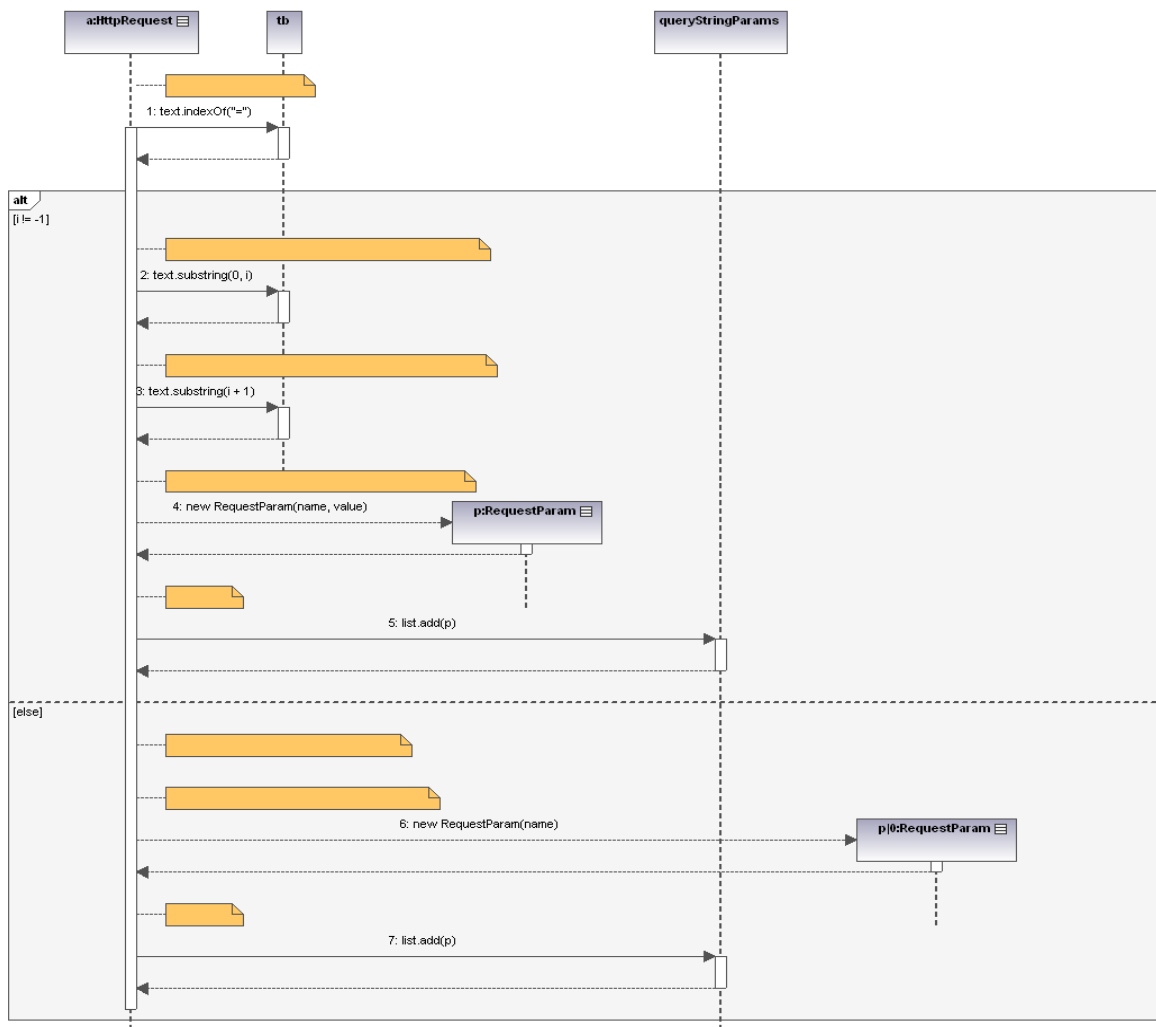 a:HttpRequest
tb
queryStringParams
1: text.indexOf("=")
alt
[i != -1]
2: text.substring(0, i)
3: text.substring(i + 1)
4: new RequestParam(name, value)
p:RequestParam
5: list.add(p)
[else]
6: new RequestParam(name)
p|0:RequestParam
7: list.add(p)